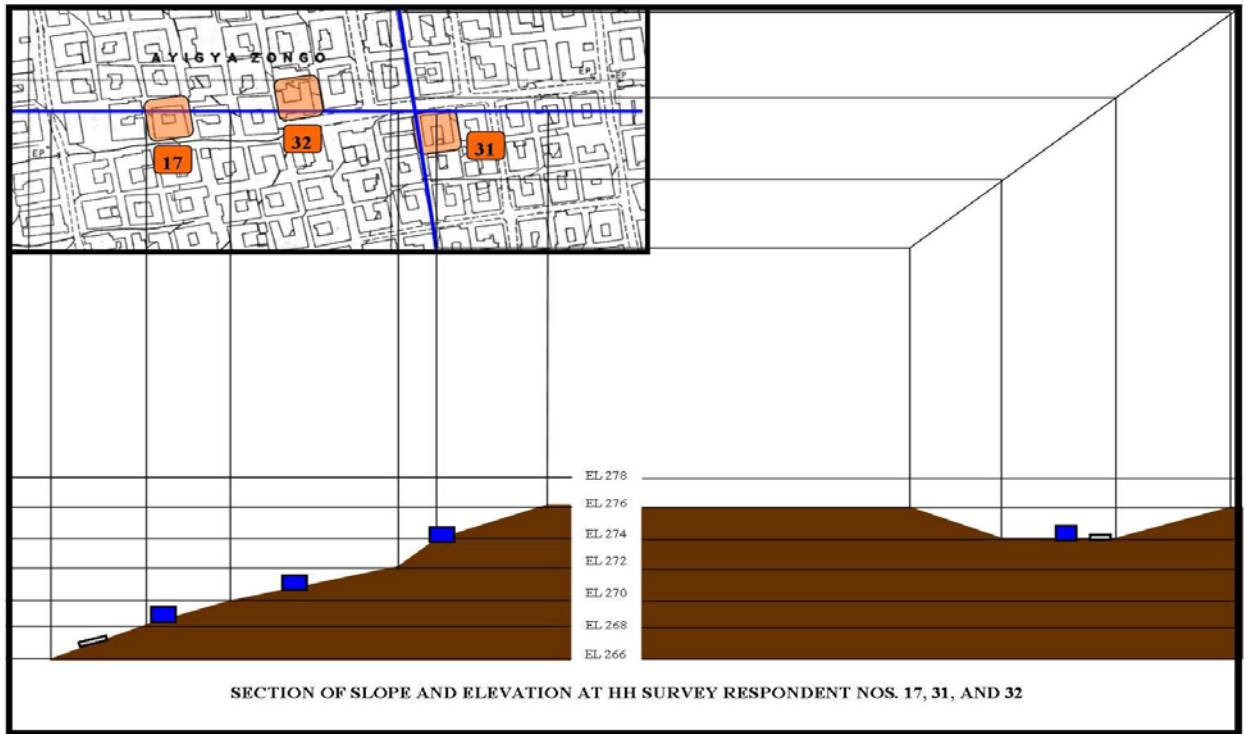 AYIGYA ZONGO
EP
EP
32
31
EP
17
EL 278
EL 276
EL 274
EL 272
EL 270
EL 268
EL 266
SECTION OF SLOPE AND ELEVATION AT HH SURVEY RESPONDENT NOS. 17, 31, AND 32